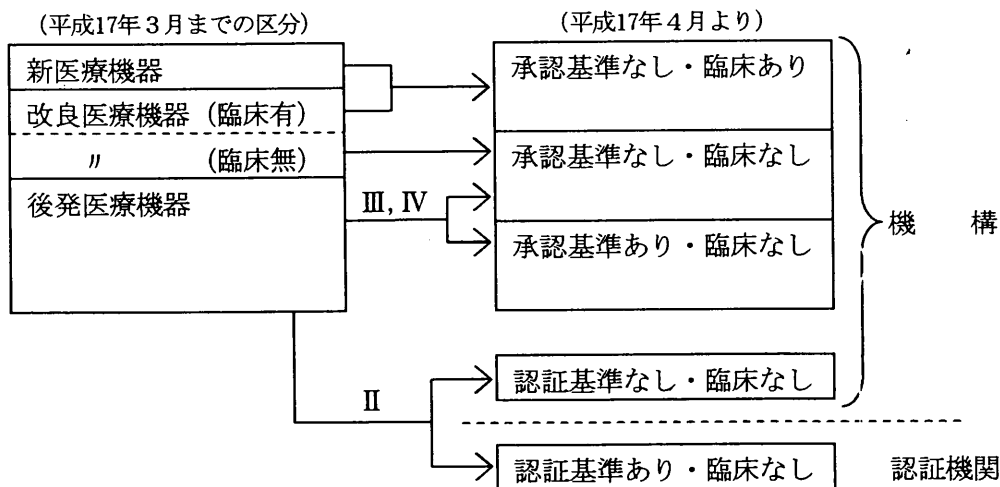 (平成17年3月までの区分)
(平成17年4月より)
新医療機器
改良医療機器(臨床有)
〃 (臨床無)
後発医療機器
Ⅲ, Ⅳ
Ⅱ
承認基準なし・臨床あり
承認基準なし・臨床なし
承認基準あり・臨床なし
機 構
認証基準なし・臨床なし
認証基準あり・臨床なし
認証機関